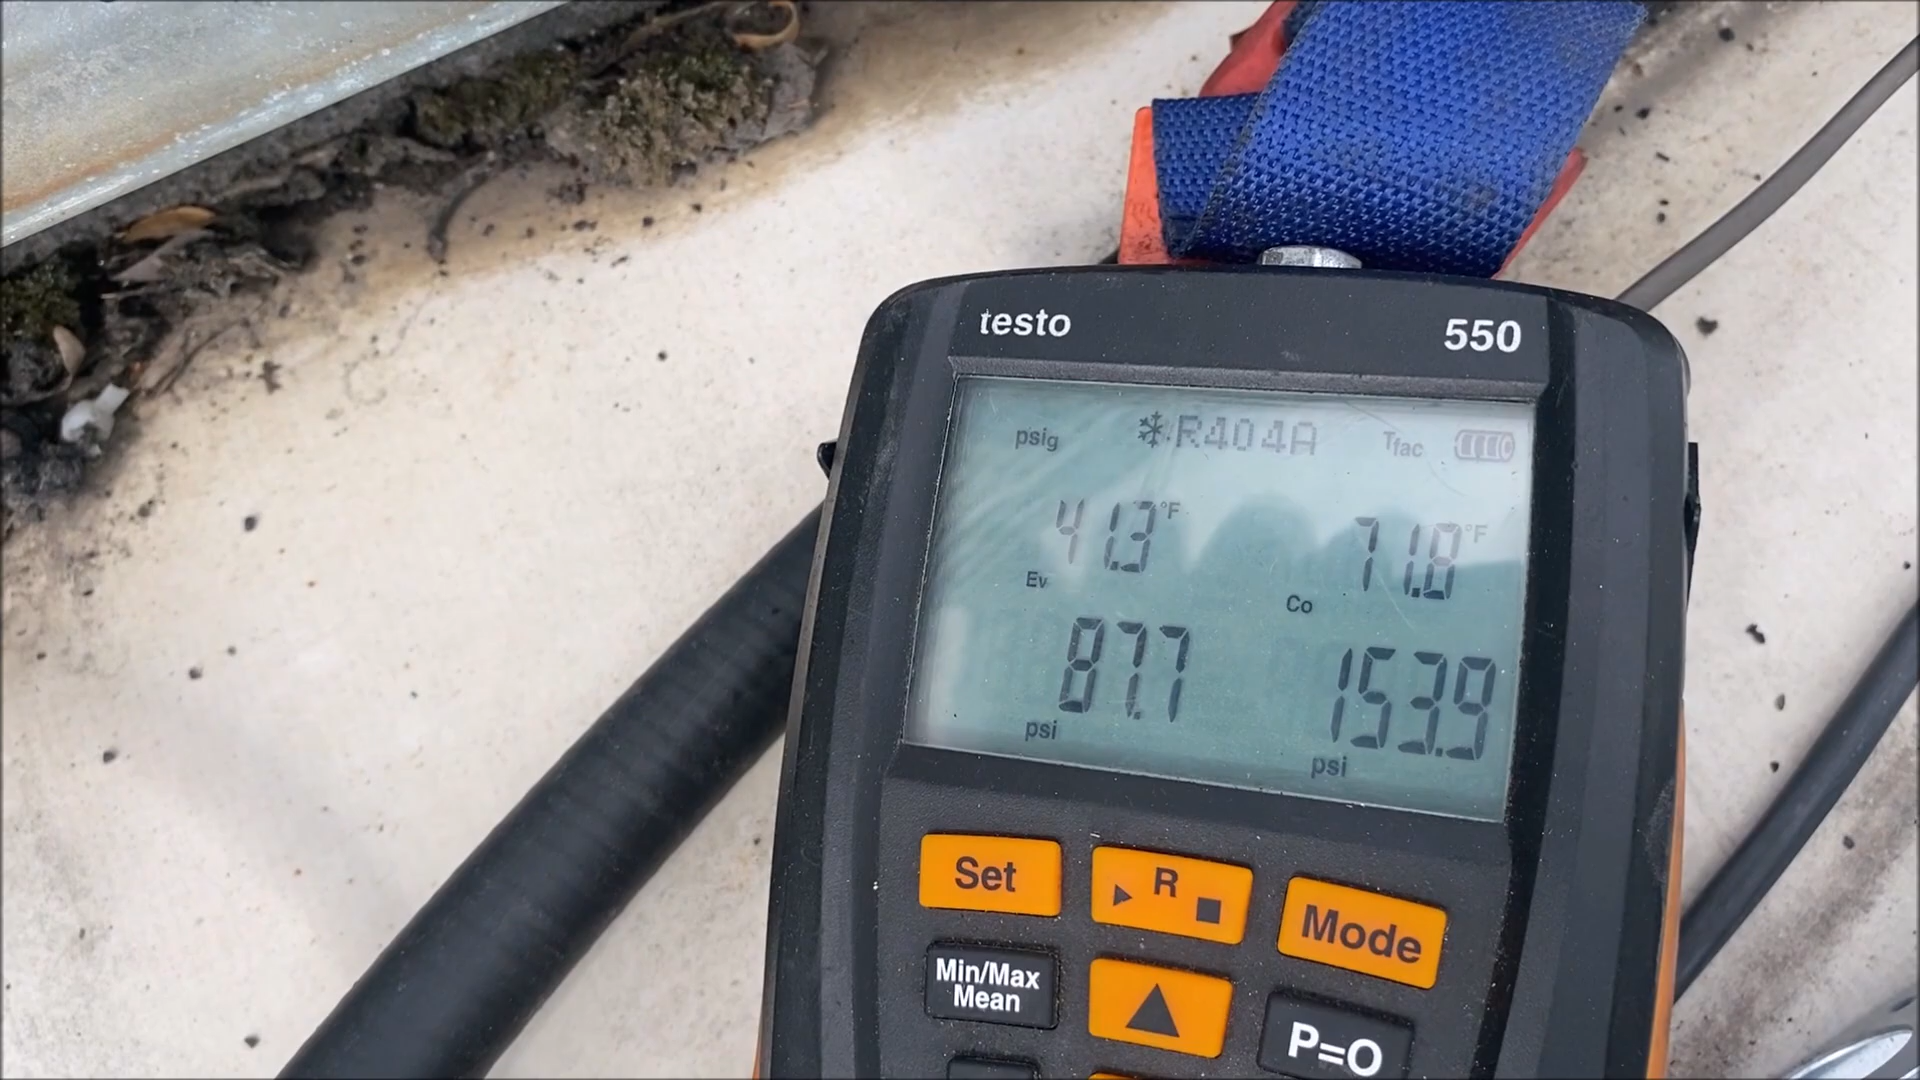 testo 550
psig R404A Tfac
41.3 °F 71.8 °F
Ev Co
87.7 153.9
psi psi
Set R Mode
Min/Max
Mean
P=O